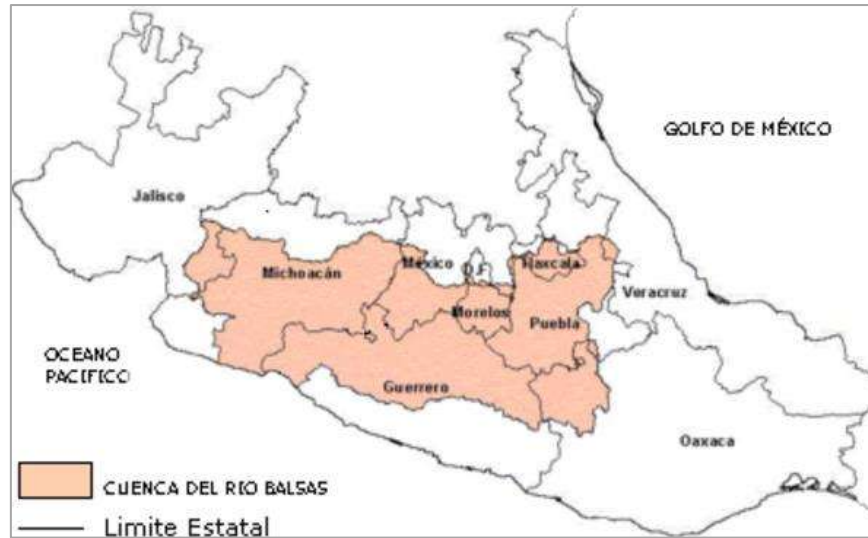 GOLFO DE MÉXICO
Jalisco
Michoacán
México
D.F.
Tlaxcala
Veracruz
Morelos
Puebla
OCEANO
PACIFICO
Guerrero
Oaxaca
CUENCA DEL RIO BALSAS
Limite Estatal